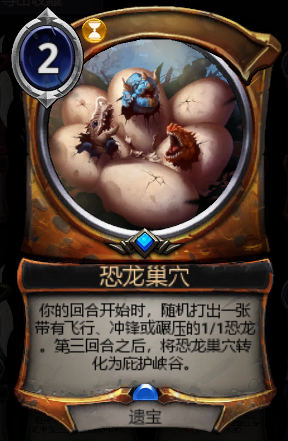 2
恐龙巢穴
你的回合开始时，随机打出一张
带有飞行、冲锋或碾压的1/1恐龙
。第三回合之后，将恐龙巢穴转
化为庇护峡谷。
遗宝